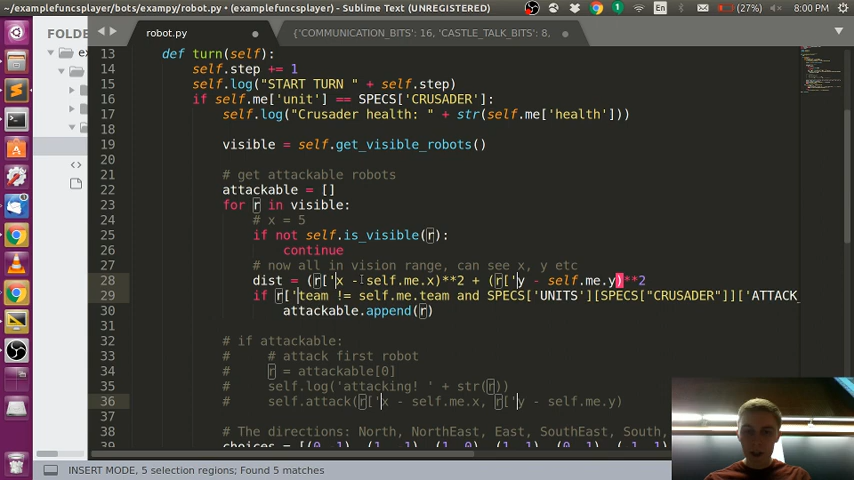 ~/examplefuncsplayer/bots/exampy/robot.py • (examplefuncsplayer) - Sublime Text (UNREGISTERED) En (27%) 8:00 PM
FOLDER
robot.py
{'COMMUNICATION_BITS': 16, 'CASTLE_TALK_BITS': 8,
13 def turn(self):
14 self.step += 1
15 self.log("START TURN " + self.step)
16 if self.me['unit'] == SPECS['CRUSADER']:
17 self.log("Crusader health: " + str(self.me['health']))
18
19 visible = self.get_visible_robots()
20
21 # get attackable robots
22 attackable = []
23 for r in visible:
24 # x = 5
25 if not self.is_visible(r):
26 continue
27 # now all in vision range, can see x, y etc
28 dist = (r['x - self.me.x)**2 + (r['y - self.me.y)**2
29 if r['team != self.me.team and SPECS['UNITS'][SPECS["CRUSADER"]]['ATTACK_
30 attackable.append(r)
31
32 # if attackable:
33 # # attack first robot
34 # r = attackable[0]
35 # self.log('attacking! ' + str(r))
36 # self.attack(r['x - self.me.x, r['y - self.me.y)
37
38 # The directions: North, NorthEast, East, SouthEast, South,
39
INSERT MODE, 5 selection regions; Found 5 matches